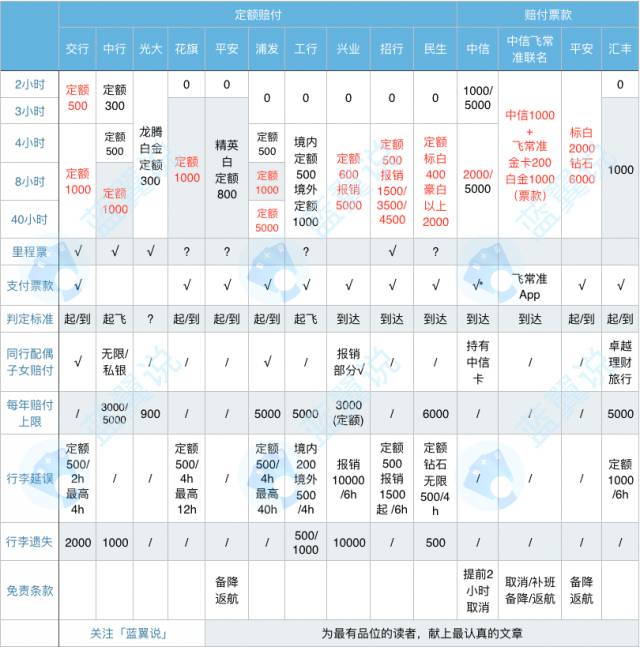 定额赔付 赔付票款
交行 中行 光大 花旗 平安 浦发 工行 兴业 招行 民生 中信 中信飞常准联名 平安 汇丰
2小时
3小时
4小时
8小时
40小时
定额500
定额1000
定额300
定额500
定额1000
龙腾白金定额300
0
定额1000
0
精英白定额800
0
定额500
定额1000
定额5000
0
境内定额500境外定额1000
0
定额600报销5000
0
定额500报销1500/3500/4500
0
定额标白400豪白以上2000
1000/5000
2000/5000
中信1000+飞常准金卡200白金1000（票款）
标白2000钻石6000
0
1000
里程票 √ √ √ ? ? ? √ ?
支付票款 √ √ √ √ √ √ √ √ √* 飞常准App √ √
判定标准 起/到 起飞 ? 起/到 起/到 起/到 起飞 到达 到达 到达 到达 到达 起/到 起/到
同行配偶子女赔付 √ 无限/私银 / / / √ / 报销部分√ / / 持有中信卡 / / 卓越理财旅行
每年赔付上限 / 3000/5000 900 / / 5000 5000 3000(定额) / 6000 / / / 5000
行李延误 定额500/2h最高4h / / 定额500/4h最高12h / 定额500/4h最高40h 境内200境外500/4h 报销10000/6h 定额500报销1500起/6h 定额钻石无限500/4h / / / 定额1000/6h
行李遗失 2000 1000 / / / / 500/1000 10000 / 500 / / / /
免责条款 备降返航 提前2小时取消 取消/补班备降/返航 备降返航
关注「蓝翼说」 为最有品位的读者，献上最认真的文章
蓝翼说
蓝翼说
蓝翼说
蓝翼说
蓝翼说
蓝翼说